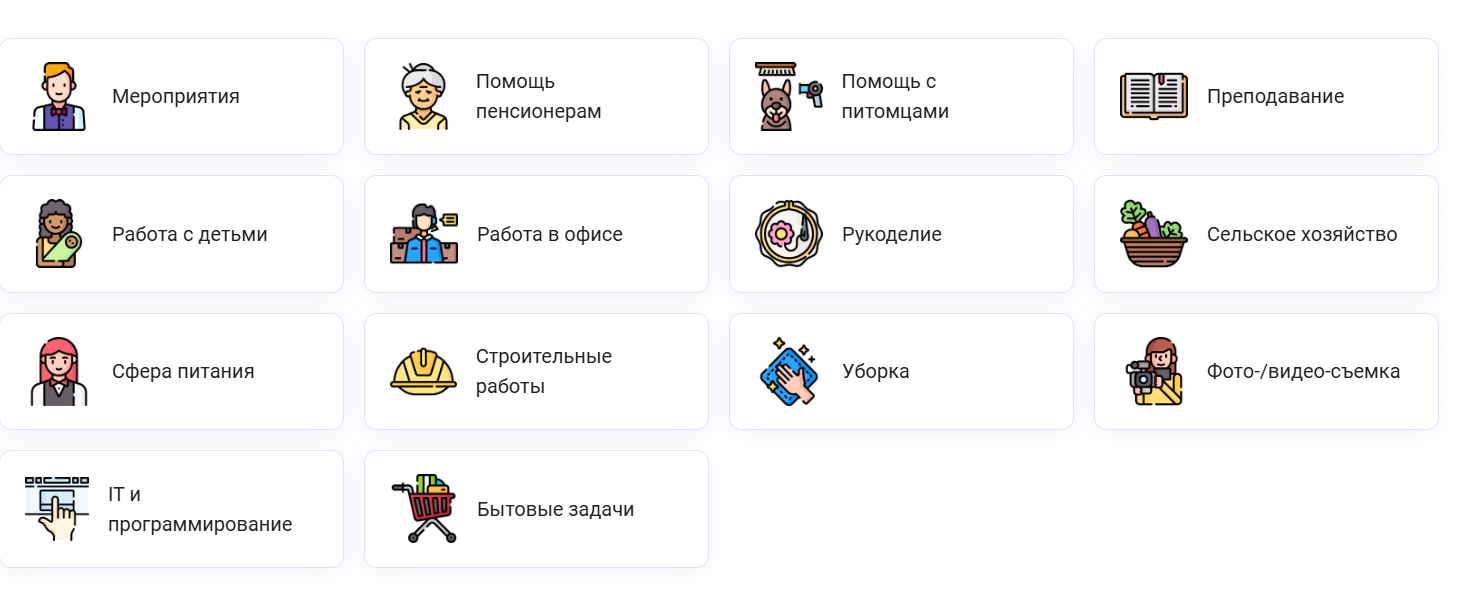 Мероприятия
Помощь
пенсионерам
Помощь с
питомцами
Преподавание
Работа с детьми
Работа в офисе
Рукоделие
Сельское хозяйство
Сфера питания
Строительные
работы
Уборка
Фото-/видео-съемка
IT и
программирование
Бытовые задачи